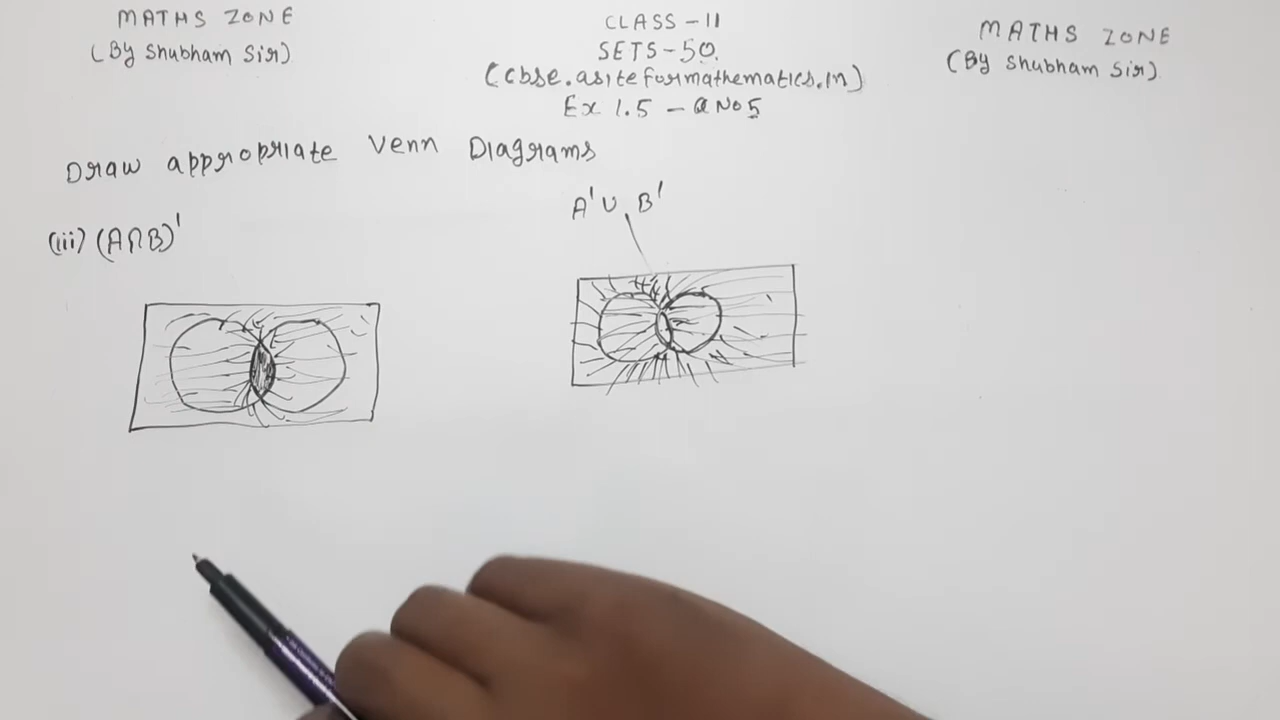 MATHS ZONE
(By Shubham Sir)
CLASS - 11
SETS - 50.
(cbse.asiteformathematics.in)
Ex 1.5 - Q No 5
MATHS ZONE
(By Shubham Sir)
Draw appropriate Venn Diagrams
(iii) (A∩B)'
A' ∪ B'